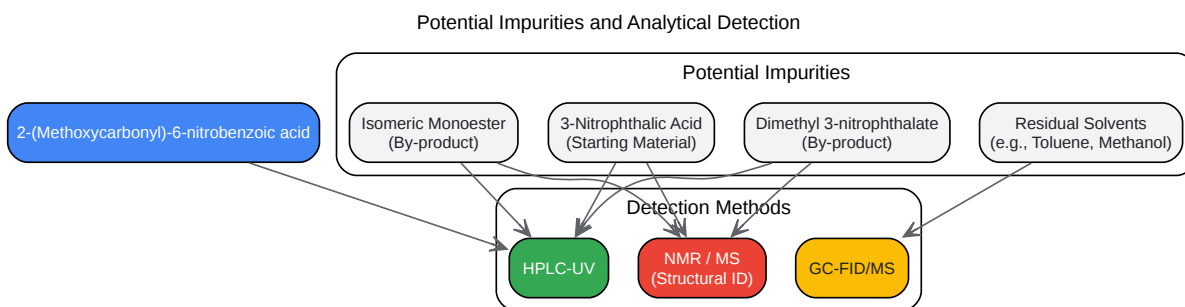 Potential Impurities and Analytical Detection
Potential Impurities
2-(Methoxycarbonyl)-6-nitrobenzoic acid
Isomeric Monoester
(By-product)
3-Nitrophthalic Acid
(Starting Material)
Dimethyl 3-nitrophthalate
(By-product)
Residual Solvents
(e.g., Toluene, Methanol)
Detection Methods
HPLC-UV
NMR / MS
(Structural ID)
GC-FID/MS